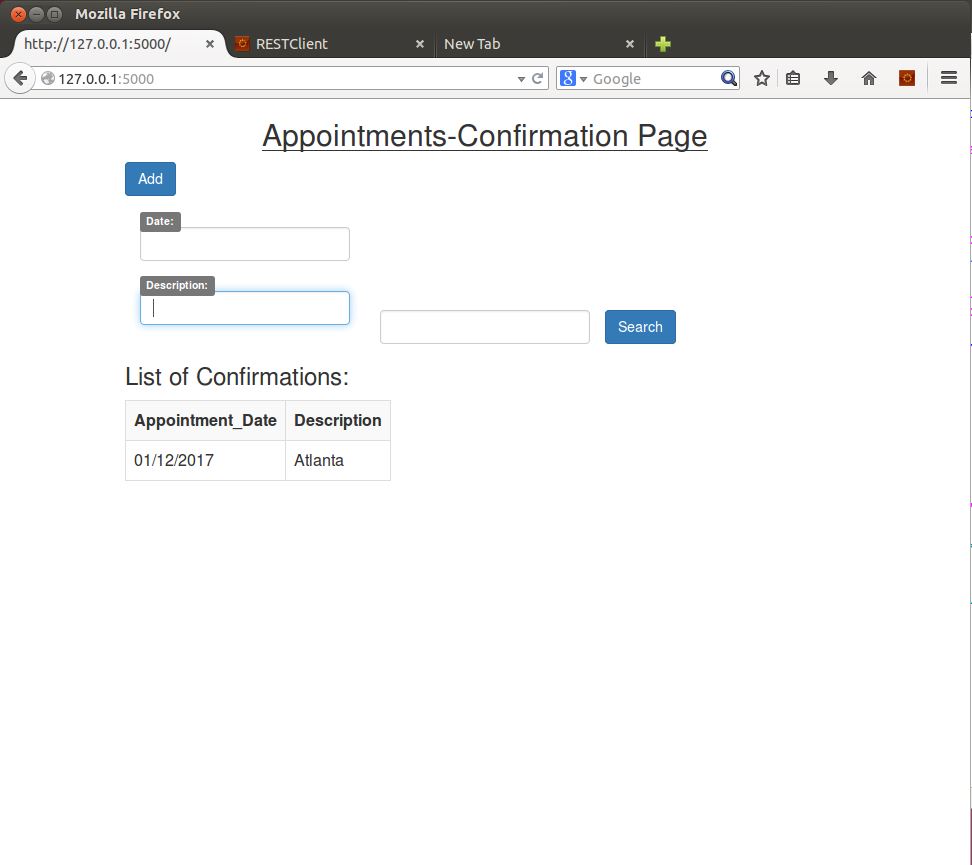 Mozilla Firefox
http://127.0.0.1:5000/ RESTClient New Tab
127.0.0.1:5000 Google
Appointments-Confirmation Page
Add
Date:
Description:
Search
List of Confirmations:
Appointment_Date Description
01/12/2017 Atlanta